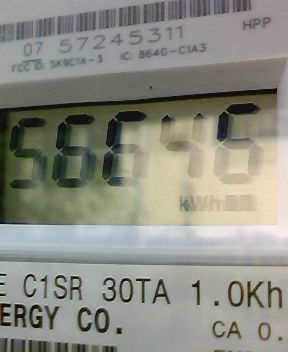 HPP
07 57245311
FCC ID: SK9C1A-3 IC: 864G-C1A3
56646
kWh
E C1SR 30TA 1.0Kh
ERGY CO.
CA 0.